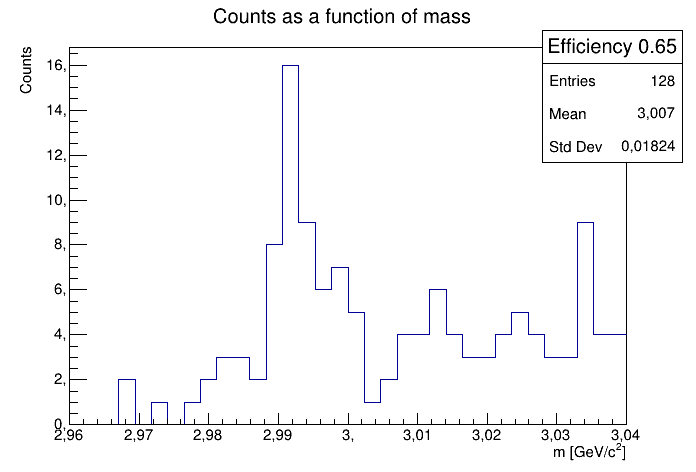 Counts as a function of mass
Counts
Efficiency 0.65
Entries 128
Mean 3,007
Std Dev 0,01824
16,
14,
12,
10,
8,
6,
4,
2,
0,
2,96 2,97 2,98 2,99 3, 3,01 3,02 3,03 3,04
m [GeV/c²]